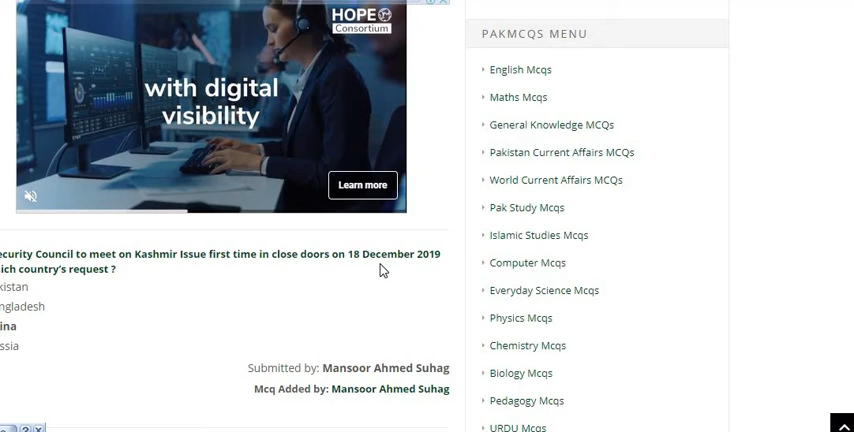 HOPE
Consortium
with digital
visibility
Learn more
ecurity Council to meet on Kashmir Issue first time in close doors on 18 December 2019
ich country's request ?
kistan
ngladesh
ina
ssia
Submitted by: Mansoor Ahmed Suhag
Mcq Added by: Mansoor Ahmed Suhag
PAKMCQS MENU
English Mcqs
Maths Mcqs
General Knowledge MCQs
Pakistan Current Affairs MCQs
World Current Affairs MCQs
Pak Study Mcqs
Islamic Studies Mcqs
Computer Mcqs
Everyday Science Mcqs
Physics Mcqs
Chemistry Mcqs
Biology Mcqs
Pedagogy Mcqs
URDU Mcqs